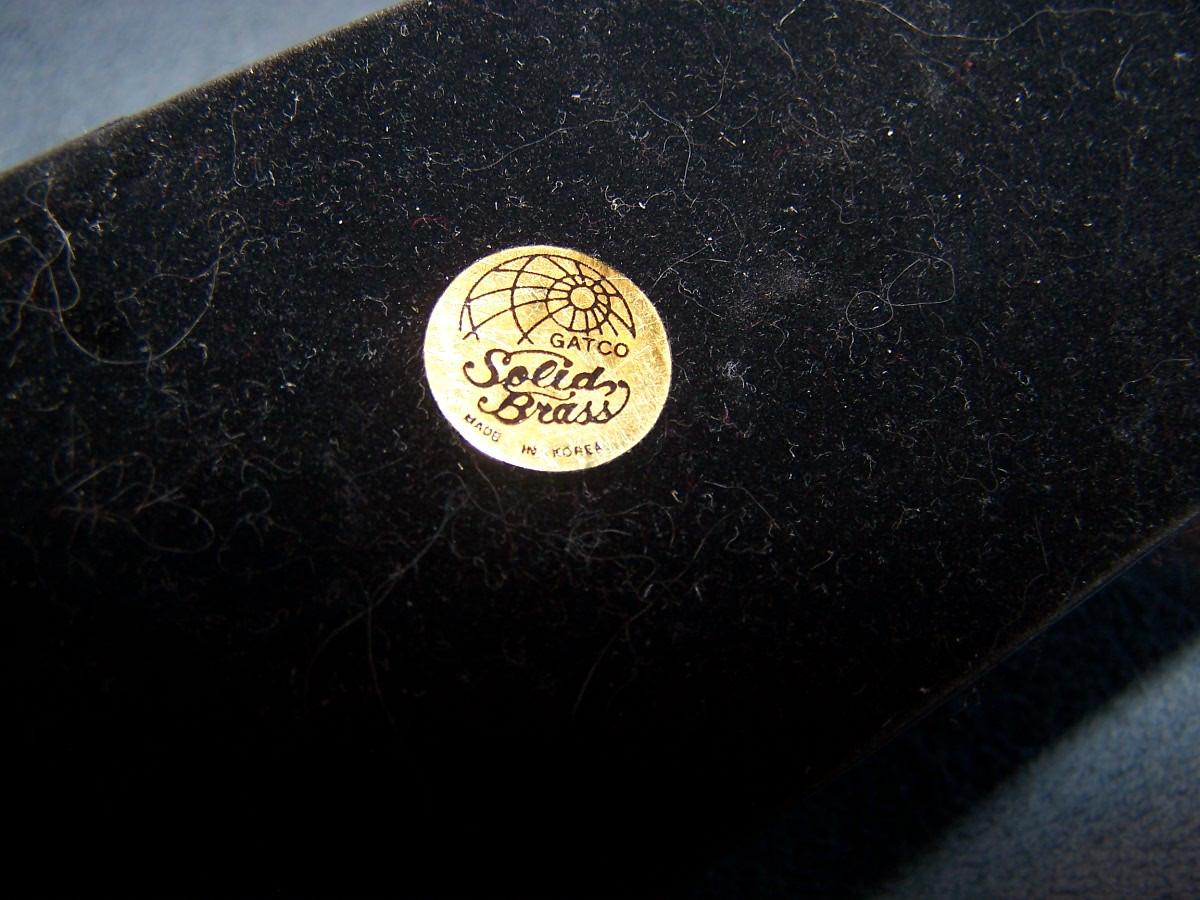 GATCO
Solid
Brass
MADE IN KOREA